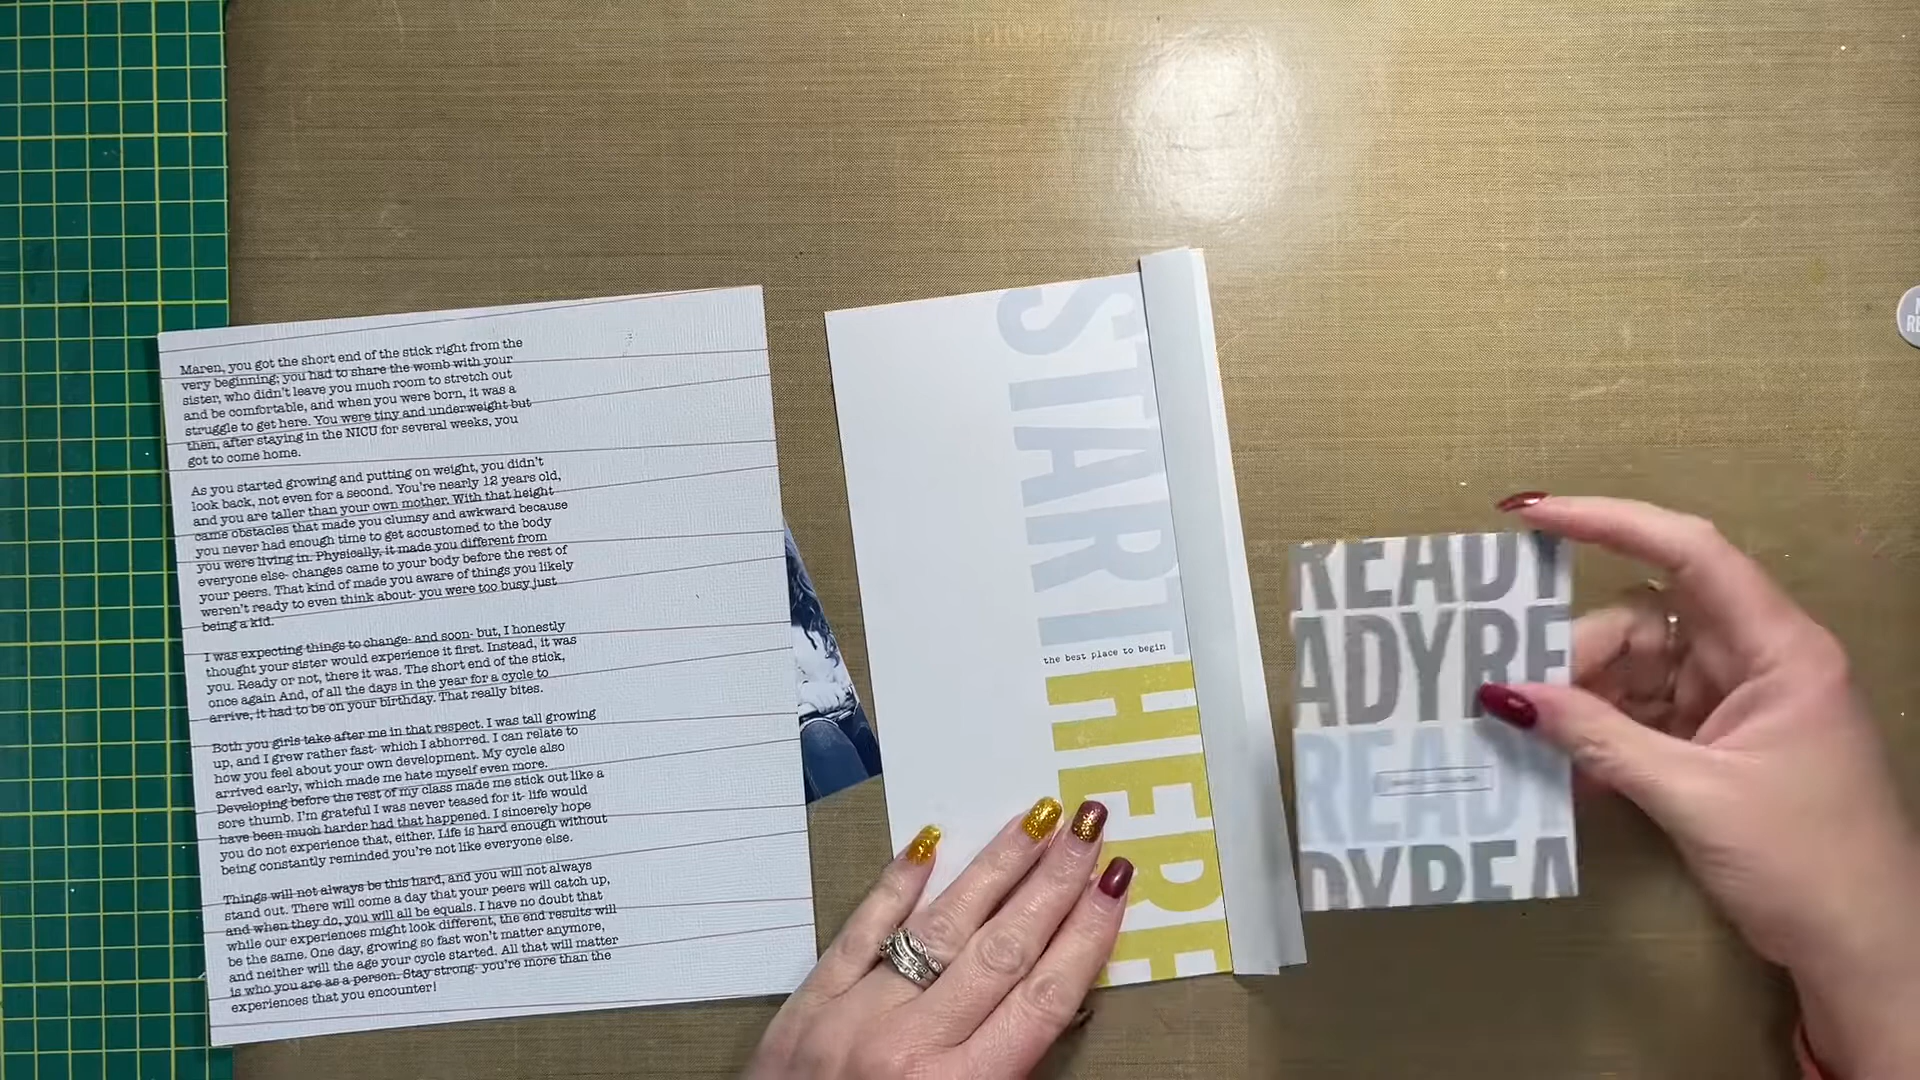 Maren, you got the short end of the stick right from the
very beginning; you had to share the womb with your
sister, who didn't leave you much room to stretch out
and be comfortable, and when you were born, it was a
struggle to get here. You were tiny and underweight but
then, after staying in the NICU for several weeks, you
got to come home.
As you started growing and putting on weight, you didn't
look back, not even for a second. You're nearly 12 years old,
and you are taller than your own mother. With that height
came obstacles that made you clumsy and awkward because
you never had enough time to get accustomed to the body
you were living in. Physically, it made you different from
everyone else- changes came to your body before the rest of
your peers. That kind of made you aware of things you likely
weren't ready to even think about- you were too busy just
being a kid.
I was expecting things to change- and soon- but, I honestly
thought your sister would experience it first. Instead, it was
you. Ready or not, there it was. The short end of the stick,
once again And, of all the days in the year for a cycle to
arrive, it had to be on your birthday. That really bites.
Both you girls take after me in that respect. I was tall growing
up, and I grew rather fast- which I abhorred. I can relate to
how you feel about your own development. My cycle also
arrived early, which made me hate myself even more.
Developing before the rest of my class made me stick out like a
sore thumb. I'm grateful I was never teased for it- life would
have been much harder had that happened. I sincerely hope
you do not experience that, either. Life is hard enough without
being constantly reminded you're not like everyone else.
Things will not always be this hard, and you will not always
stand out. There will come a day that your peers will catch up,
and when they do, you will all be equals. I have no doubt that
while our experiences might look different, the end results will
be the same. One day, growing so fast won't matter anymore,
and neither will the age your cycle started. All that will matter
is who you are as a person. Stay strong- you're more than the
experiences that you encounter!
START
the best place to begin
HERE
READY
ADYRE
READY
DYREA
RE